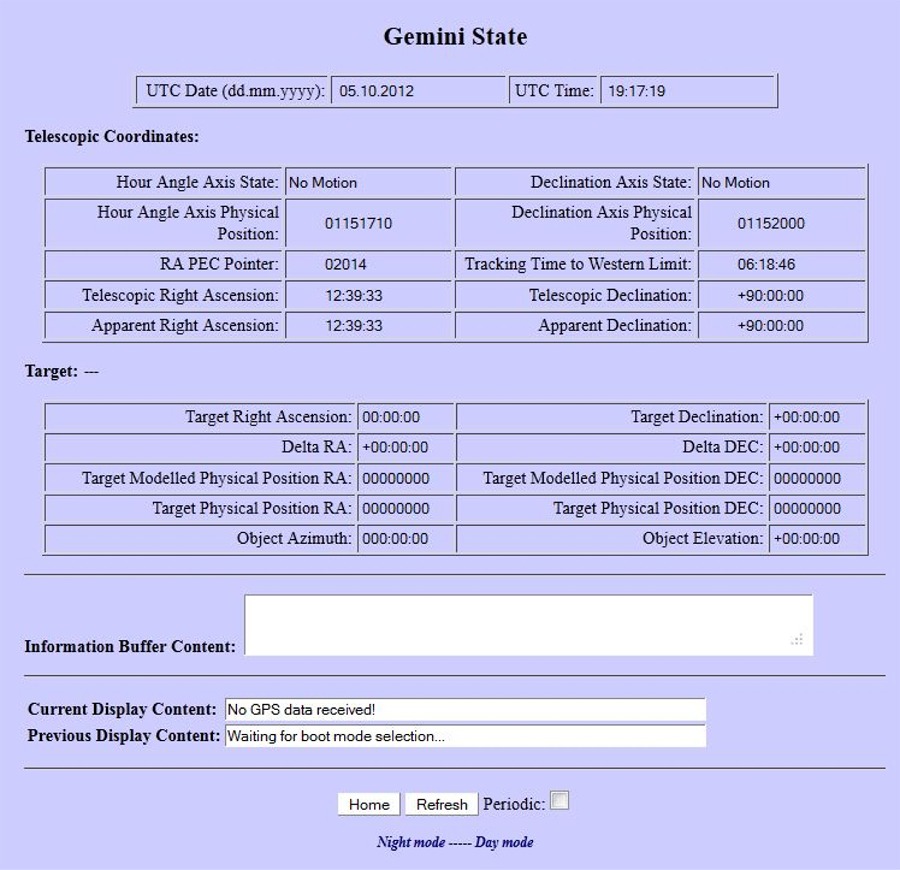 Gemini State
UTC Date (dd.mm.yyyy): 05.10.2012 UTC Time: 19:17:19
Telescopic Coordinates:
Hour Angle Axis State: No Motion Declination Axis State: No Motion
Hour Angle Axis Physical Position: 01151710 Declination Axis Physical Position: 01152000
RA PEC Pointer: 02014 Tracking Time to Western Limit: 06:18:46
Telescopic Right Ascension: 12:39:33 Telescopic Declination: +90:00:00
Apparent Right Ascension: 12:39:33 Apparent Declination: +90:00:00
Target: ---
Target Right Ascension: 00:00:00 Target Declination: +00:00:00
Delta RA: +00:00:00 Delta DEC: +00:00:00
Target Modelled Physical Position RA: 00000000 Target Modelled Physical Position DEC: 00000000
Target Physical Position RA: 00000000 Target Physical Position DEC: 00000000
Object Azimuth: 000:00:00 Object Elevation: +00:00:00
Information Buffer Content:
Current Display Content: No GPS data received!
Previous Display Content: Waiting for boot mode selection...
Home Refresh Periodic:
Night mode ----- Day mode